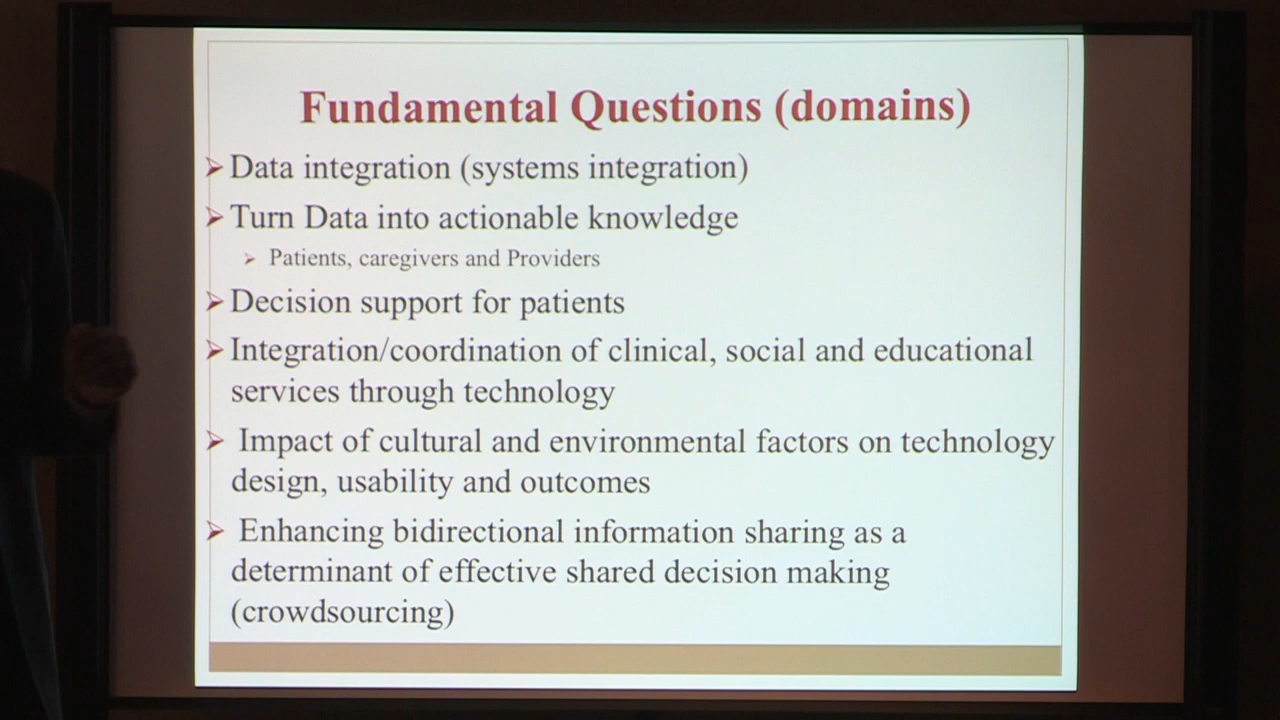 Fundamental Questions (domains)
Data integration (systems integration)
Turn Data into actionable knowledge
Patients, caregivers and Providers
Decision support for patients
Integration/coordination of clinical, social and educational
services through technology
Impact of cultural and environmental factors on technology
design, usability and outcomes
Enhancing bidirectional information sharing as a
determinant of effective shared decision making
(crowdsourcing)